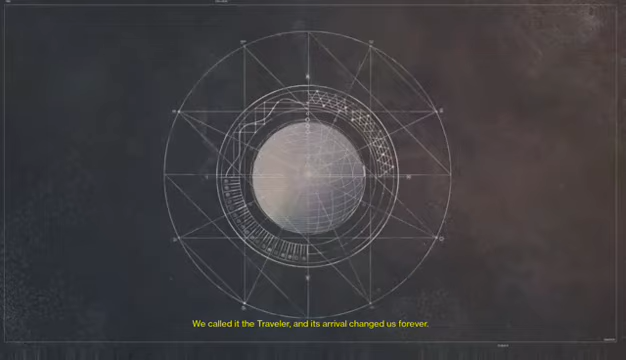 We called it the Traveler, and its arrival changed us forever.